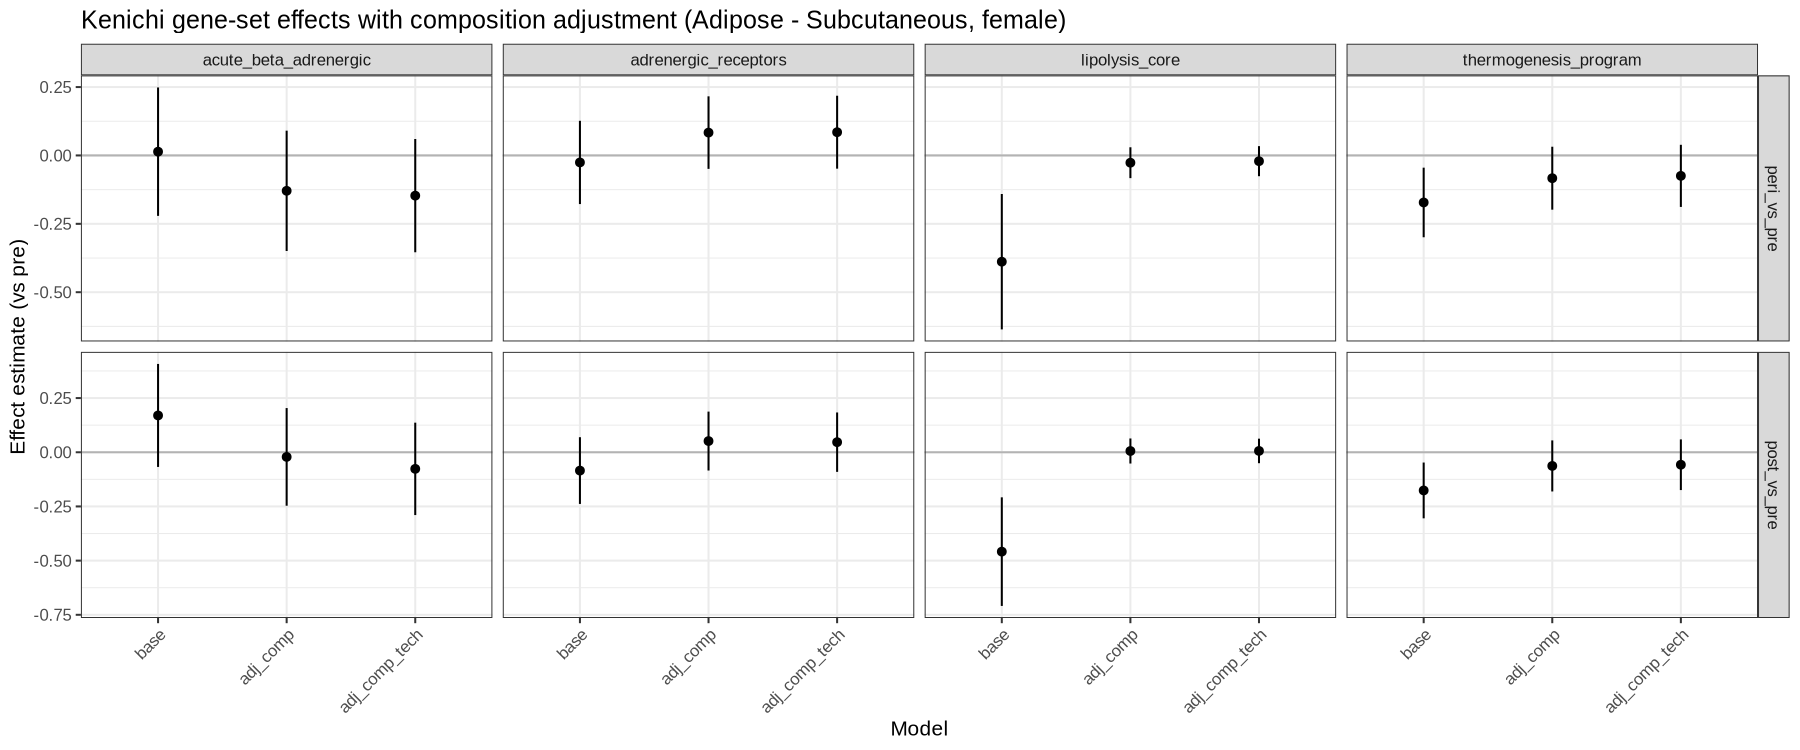 Kenichi gene-set effects with composition adjustment (Adipose - Subcutaneous, female)
acute_beta_adrenergic
adrenergic_receptors
lipolysis_core
thermogenesis_program
Effect estimate (vs pre)
0.25
0.00
-0.25
-0.50
peri_vs_pre
0.25
0.00
-0.25
-0.50
-0.75
post_vs_pre
base
adj_comp
adj_comp_tech
base
adj_comp
adj_comp_tech
base
adj_comp
adj_comp_tech
base
adj_comp
adj_comp_tech
Model